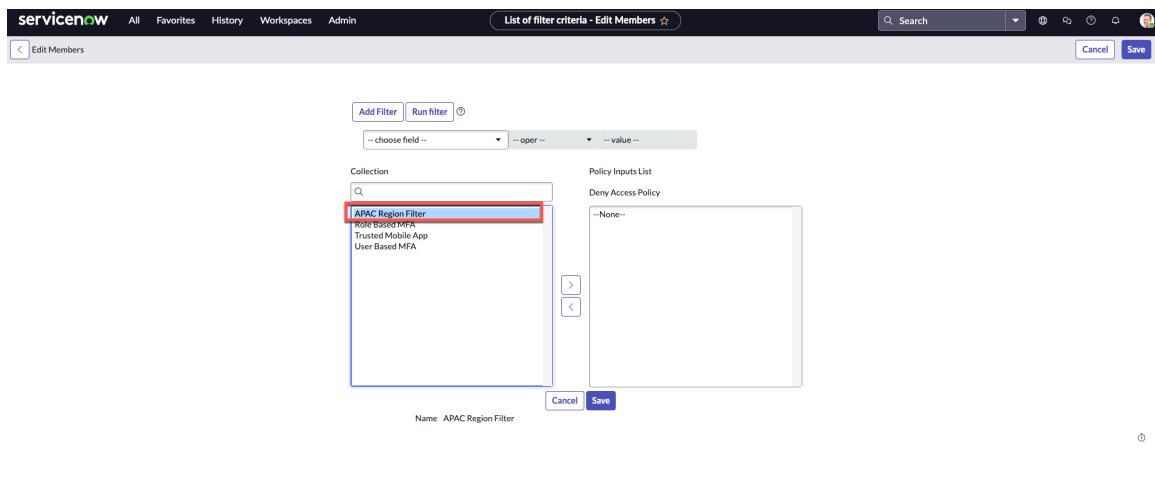 servicenow All Favorites History Workspaces Admin List of filter criteria - Edit Members Search
Edit Members Cancel Save
Add Filter Run filter
-- choose field -- -- oper -- -- value --
Collection Policy Inputs List
Deny Access Policy
APAC Region Filter --None--
Role Based MFA
Trusted Mobile App
User Based MFA
Cancel Save
Name APAC Region Filter